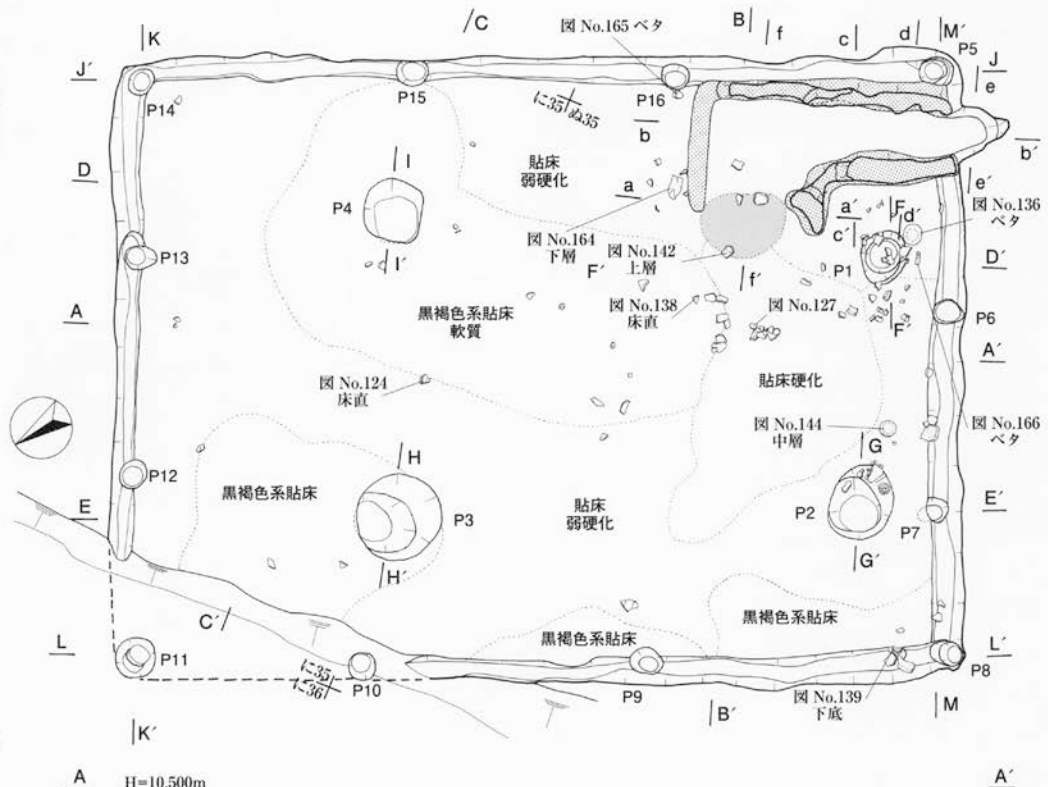 K
C
図 No.165 ベタ
B
f
c
d
M′
P5
J′
J
e
P14
P15
P16
に35
ぬ35
b
b′
D
I
貼床
弱硬化
a
e′
図 No.136
ベタ
P4
a′
F
d′
c′
図 No.164
下層
図 No.142
上層
P13
I′
F′
f′
P1
D′
A
図 No.138
床直
図 No.127
F′
P6
黒褐色系貼床
軟質
A′
図 No.124
床直
貼床硬化
図 No.144
中層
図 No.166
ベタ
G
P12
H
黒褐色系貼床
E
P3
貼床
弱硬化
P2
P7
E′
H′
G′
C′
黒褐色系貼床
黒褐色系貼床
L
P11
に35
に36
P10
P9
L′
P8
図 No.139
下底
K′
B′
M
A
H=10.500m
A′